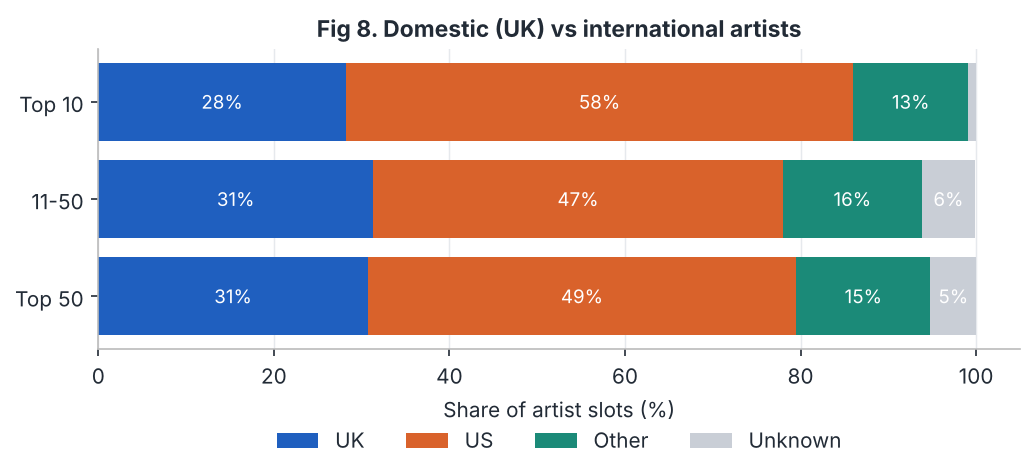 Fig 8. Domestic (UK) vs international artists
Top 10
28%
58%
13%
11-50
31%
47%
16%
6%
Top 50
31%
49%
15%
5%
0 20 40 60 80 100
Share of artist slots (%)
UK US Other Unknown